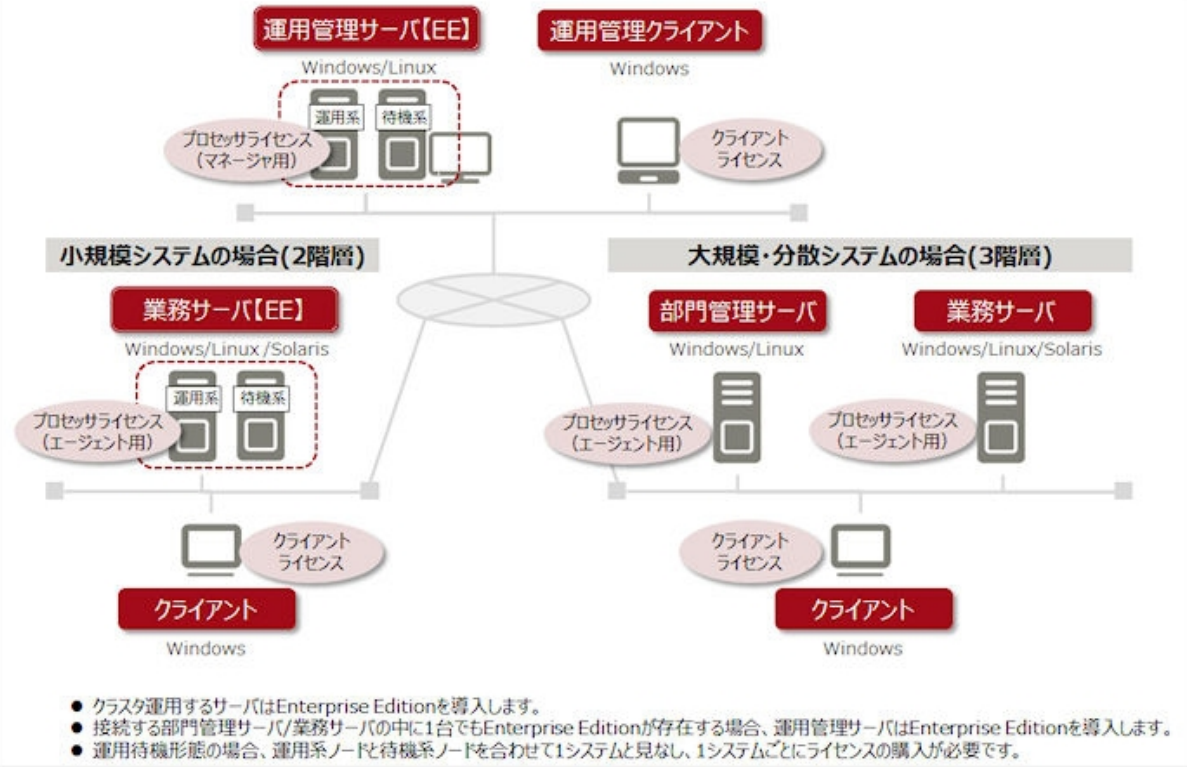 運用管理サーバ【EE】
運用管理クライアント
Windows/Linux
Windows
運用系
待機系
プロセッサライセンス
(マネージャ用)
クライアント
ライセンス
小規模システムの場合(2階層)
大規模・分散システムの場合(3階層)
業務サーバ【EE】
部門管理サーバ
業務サーバ
Windows/Linux /Solaris
Windows/Linux
Windows/Linux/Solaris
運用系
待機系
プロセッサライセンス
(エージェント用)
プロセッサライセンス
(エージェント用)
プロセッサライセンス
(エージェント用)
クライアント
ライセンス
クライアント
ライセンス
クライアント
クライアント
Windows
Windows
● クラスタ運用するサーバはEnterprise Editionを導入します。
● 接続する部門管理サーバ/業務サーバの中に1台でもEnterprise Editionが存在する場合、運用管理サーバはEnterprise Editionを導入します。
● 運用待機形態の場合、運用系ノードと待機系ノードを合わせて1システムと見なし、1システムごとにライセンスの購入が必要です。